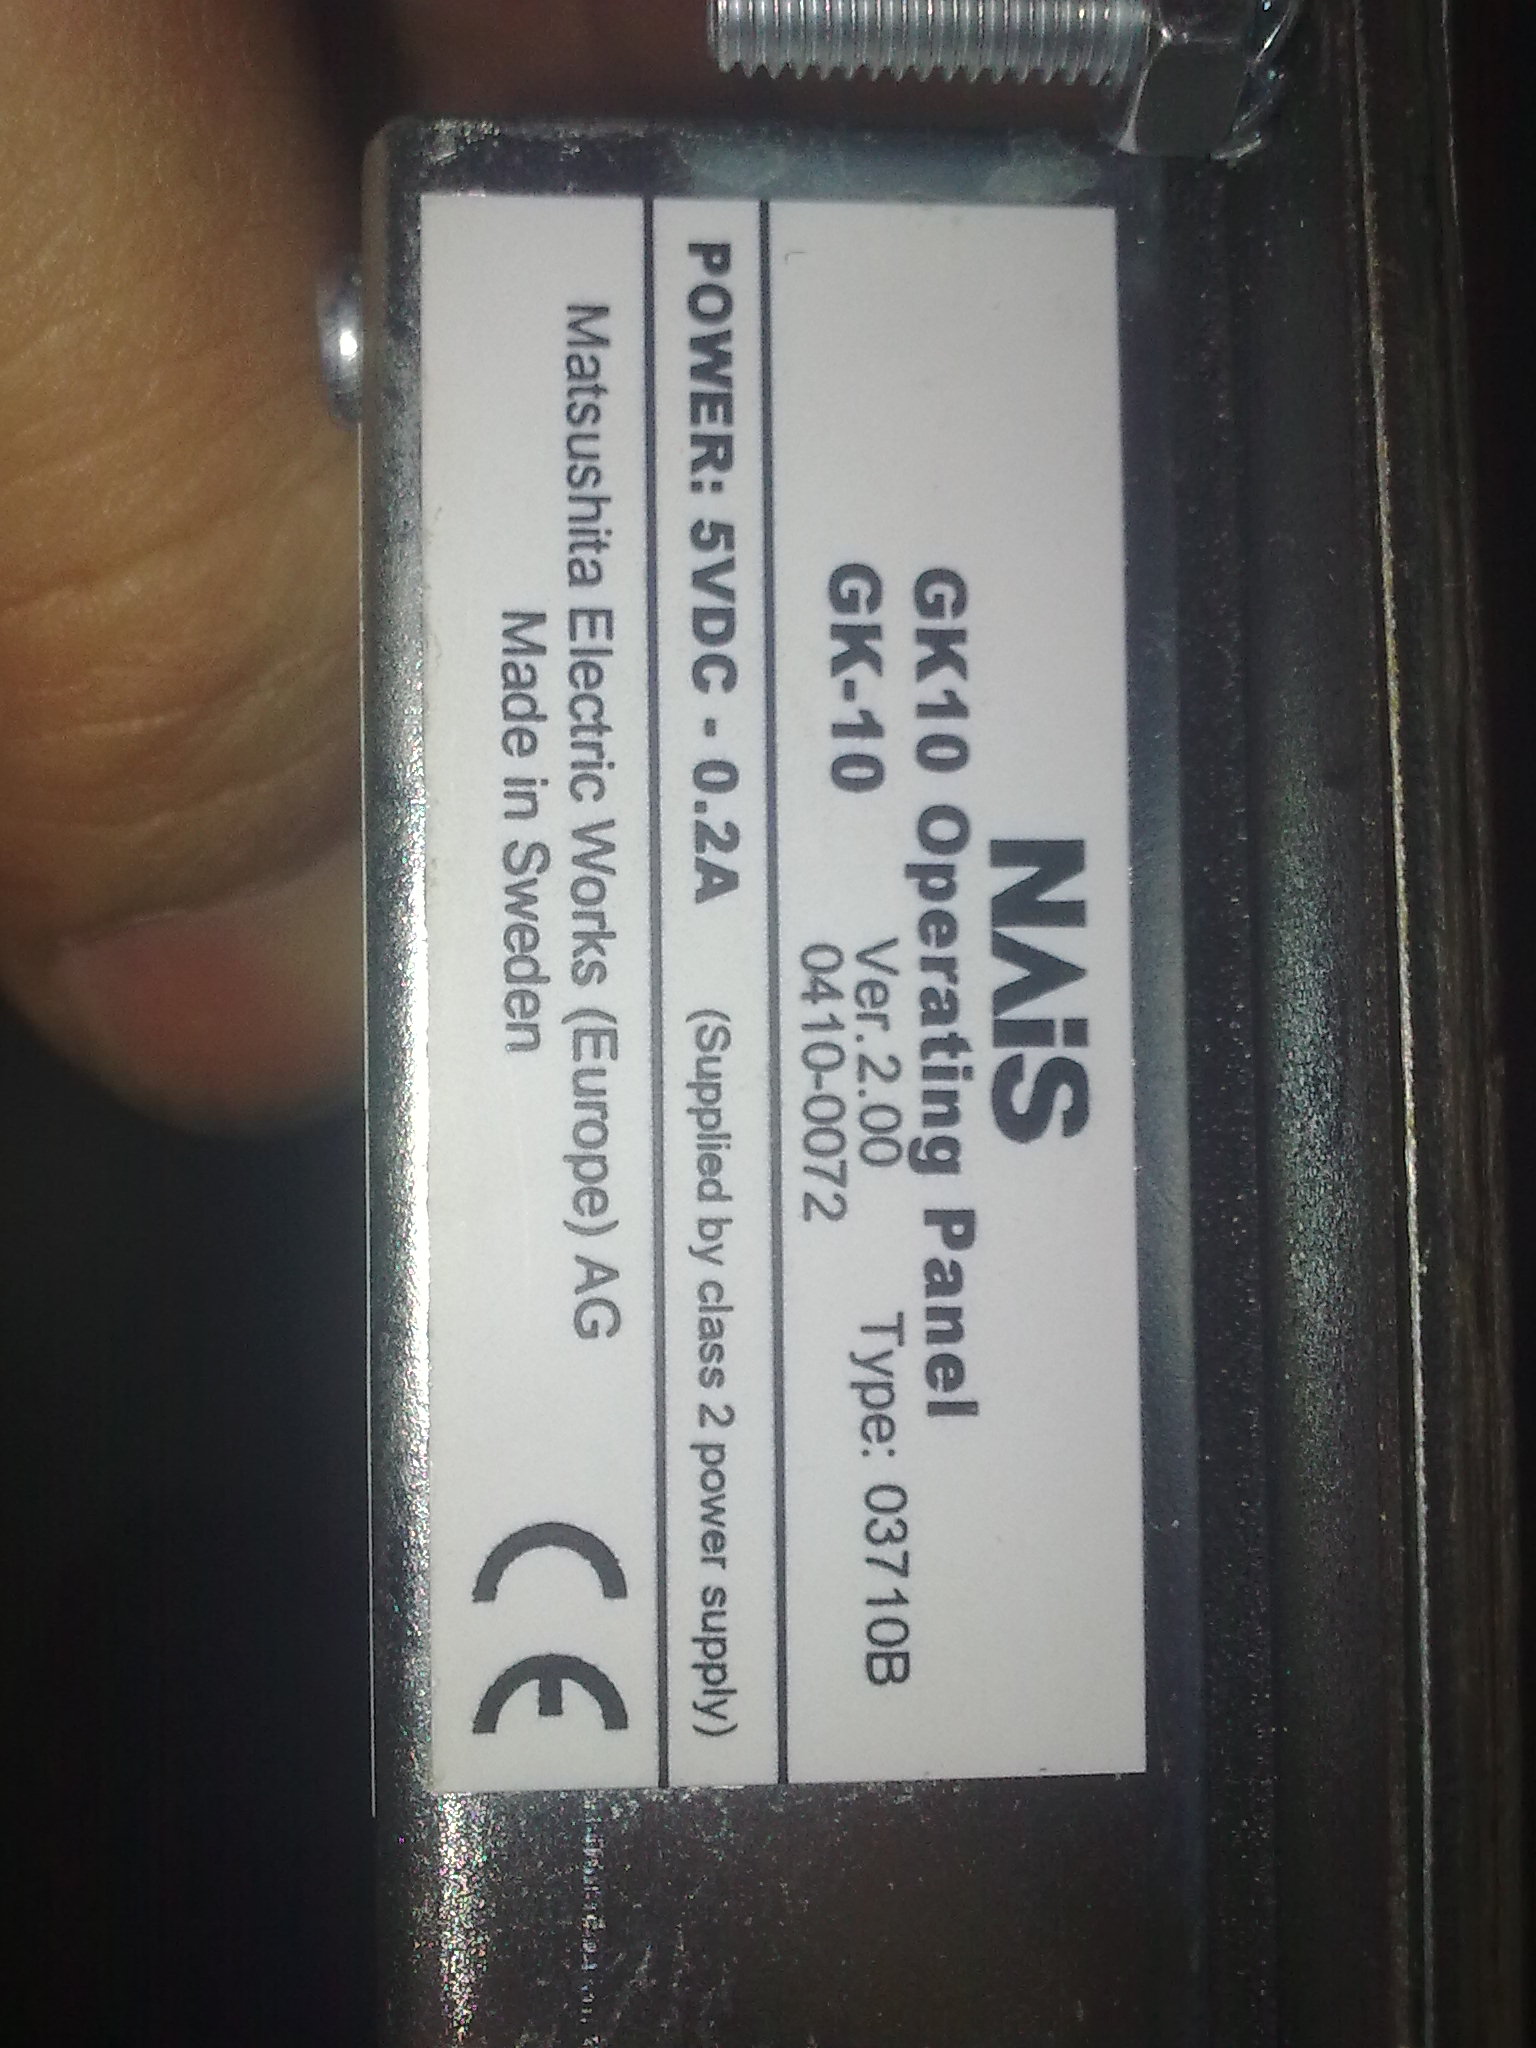 NAiS
GK10 Operating Panel
GK-10 Ver.2.00 Type: 03710B
0410-0072
POWER: 5VDC - 0.2A (Supplied by class 2 power supply)
Matsushita Electric Works (Europe) AG
Made in Sweden
CE